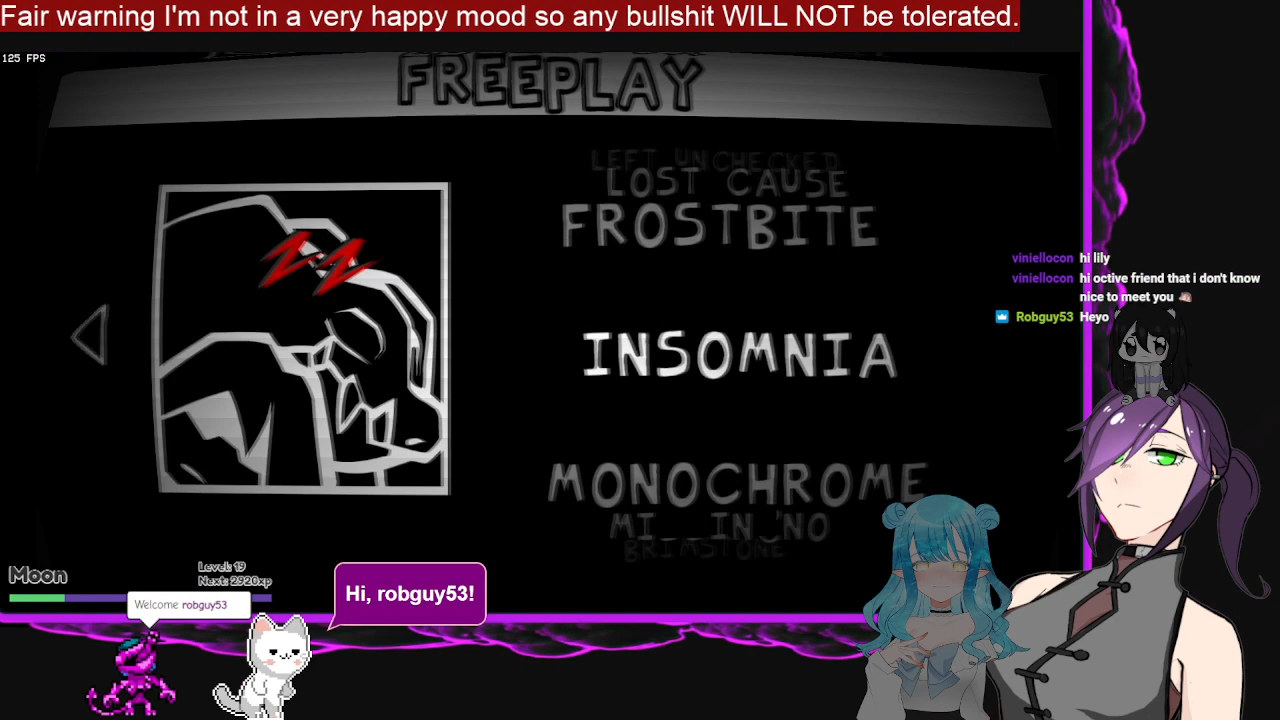 Fair warning I'm not in a very happy mood so any bullshit WILL NOT be tolerated.
125 FPS
FREEPLAY
LEFT UNCHECKED
LOST CAUSE
FROSTBITE
INSOMNIA
MONOCHROME
MI__IN_'NO
BRIMSTONE
viniellocon hi lily
viniellocon hi octive friend that i don't know
nice to meet you
Robguy53 Heyo
Moon
Level: 19
Next: 2920xp
Welcome robguy53
Hi, robguy53!